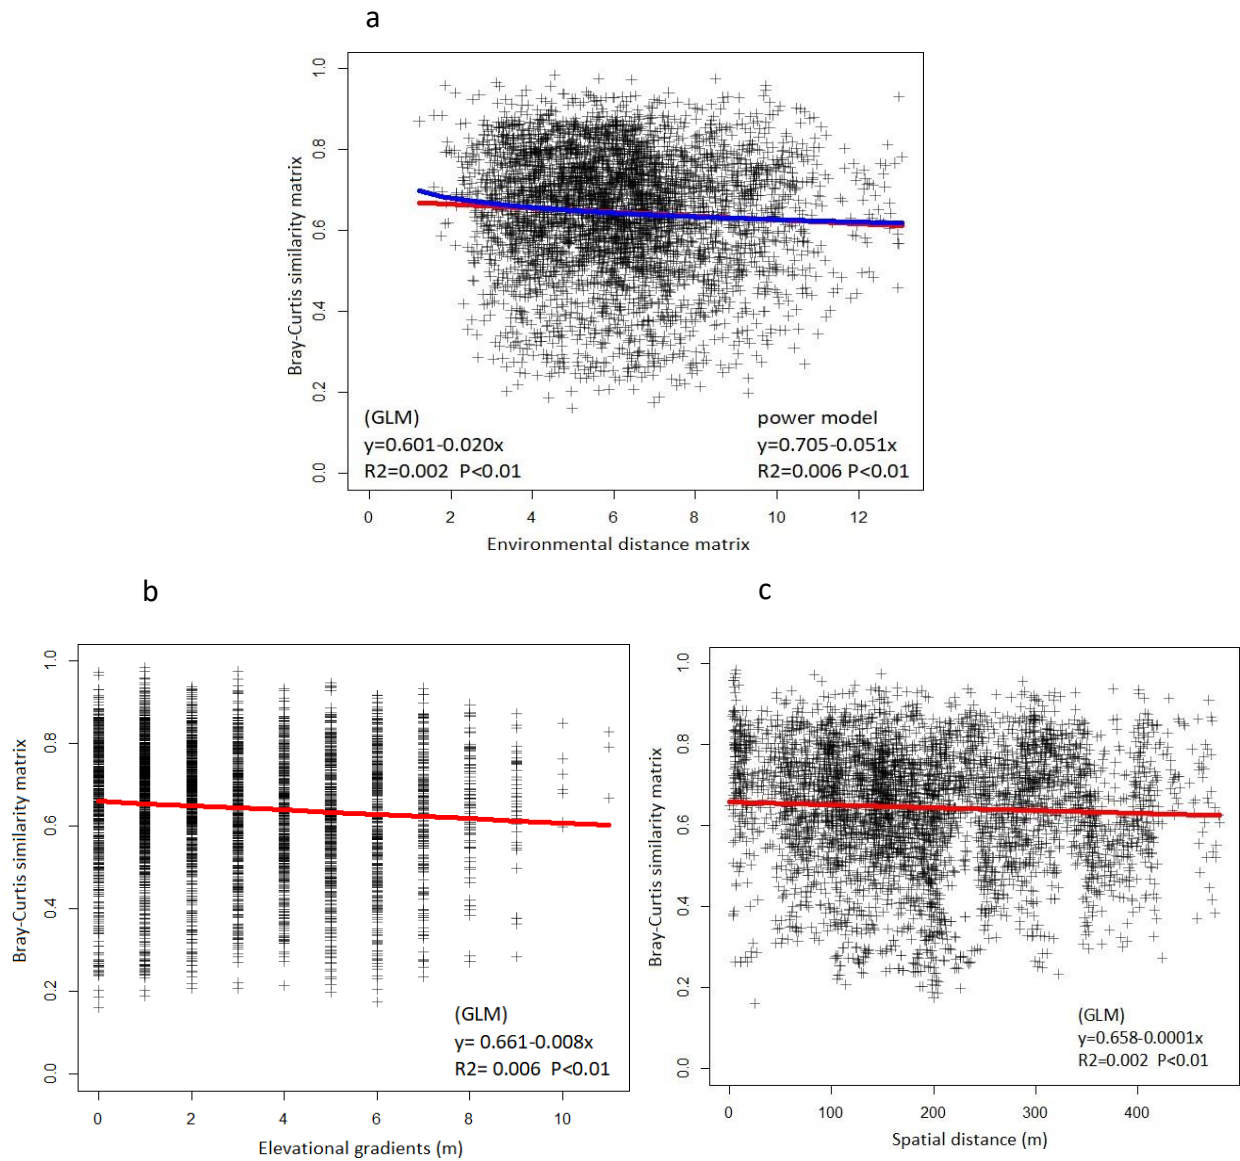 a
1.0
0.8
0.6
0.4
0.2
0.0
Bray-Curtis similarity matrix
(GLM)
y=0.601-0.020x
R2=0.002 P<0.01
power model
y=0.705-0.051x
R2=0.006 P<0.01
0 2 4 6 8 10 12
Environmental distance matrix
b
1.0
0.8
0.6
0.4
0.2
0.0
Bray-Curtis similarity matrix
(GLM)
y= 0.661-0.008x
R2= 0.006 P<0.01
0 2 4 6 8 10
Elevational gradients (m)
c
1.0
0.8
0.6
0.4
0.2
0.0
Bray-Curtis similarity matrix
(GLM)
y=0.658-0.0001x
R2=0.002 P<0.01
0 100 200 300 400
Spatial distance (m)